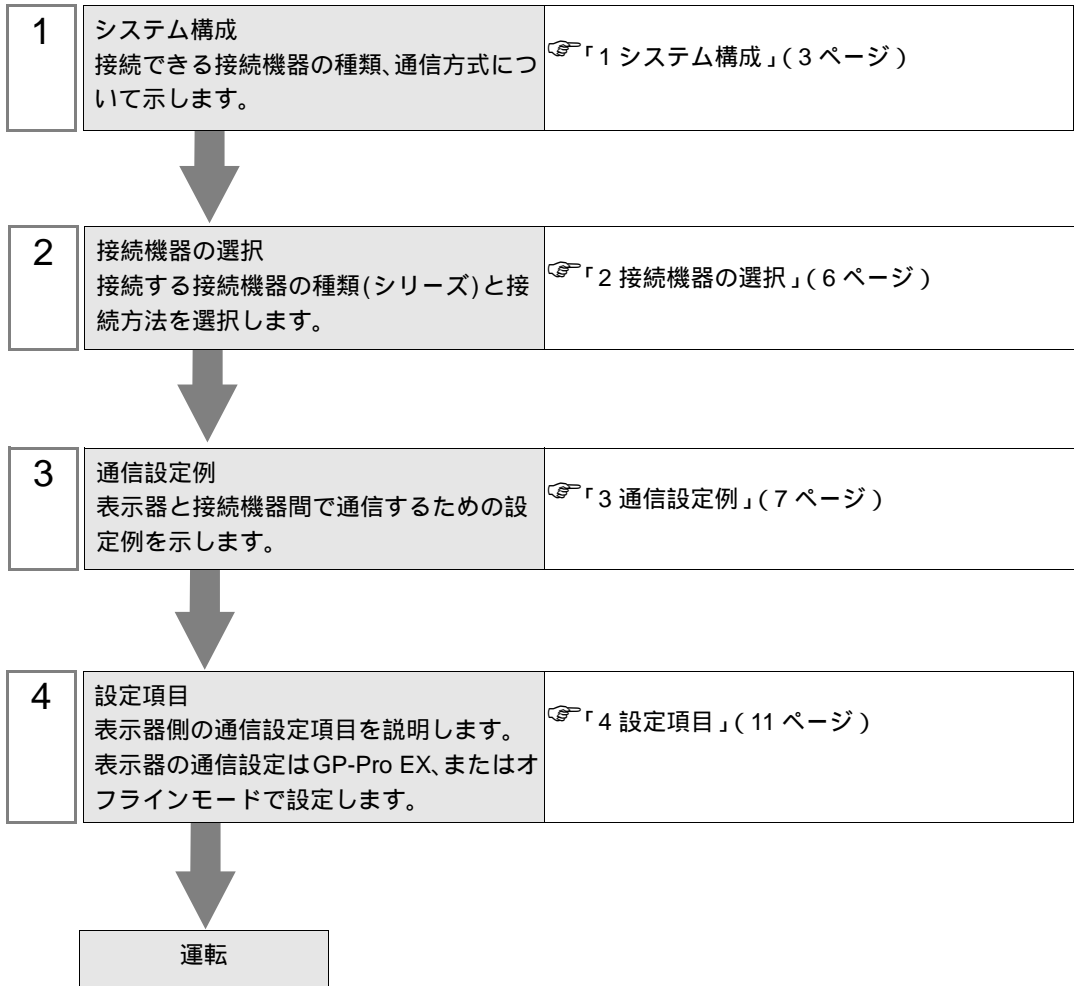 1
システム構成
接続できる接続機器の種類、通信方式につ
いて示します。
☞「1 システム構成」(3 ページ)
2
接続機器の選択
接続する接続機器の種類(シリーズ)と接
続方法を選択します。
☞「2 接続機器の選択」(6 ページ)
3
通信設定例
表示器と接続機器間で通信するための設
定例を示します。
☞「3 通信設定例」(7 ページ)
4
設定項目
表示器側の通信設定項目を説明します。
表示器の通信設定はGP-Pro EX、またはオ
フラインモードで設定します。
☞「4 設定項目」(11 ページ)
運転